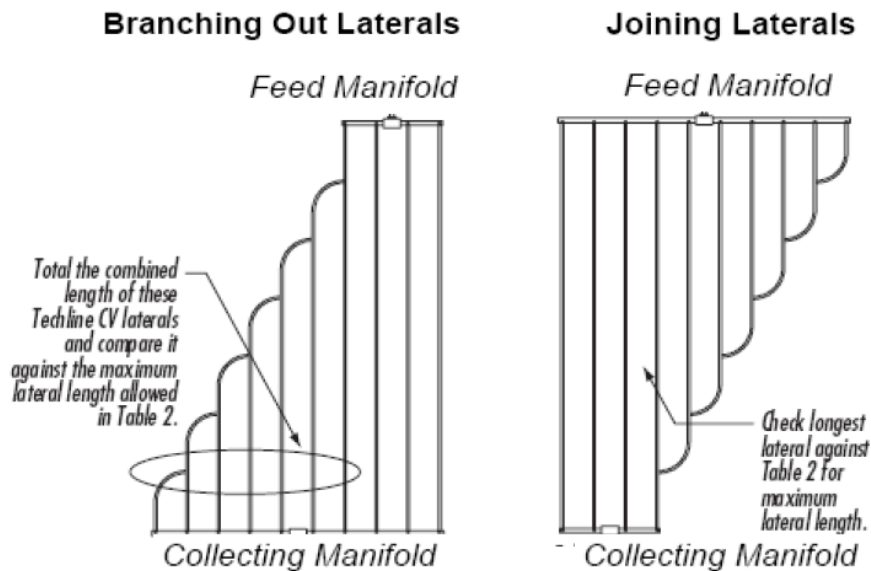 Branching Out Laterals
Feed Manifold
Total the combined
length of these
Techline CV laterals
and compare it
against the maximum
lateral length allowed
in Table 2.
Collecting Manifold
Joining Laterals
Feed Manifold
Check longest
lateral against
Table 2 for
maximum
lateral length.
Collecting Manifold